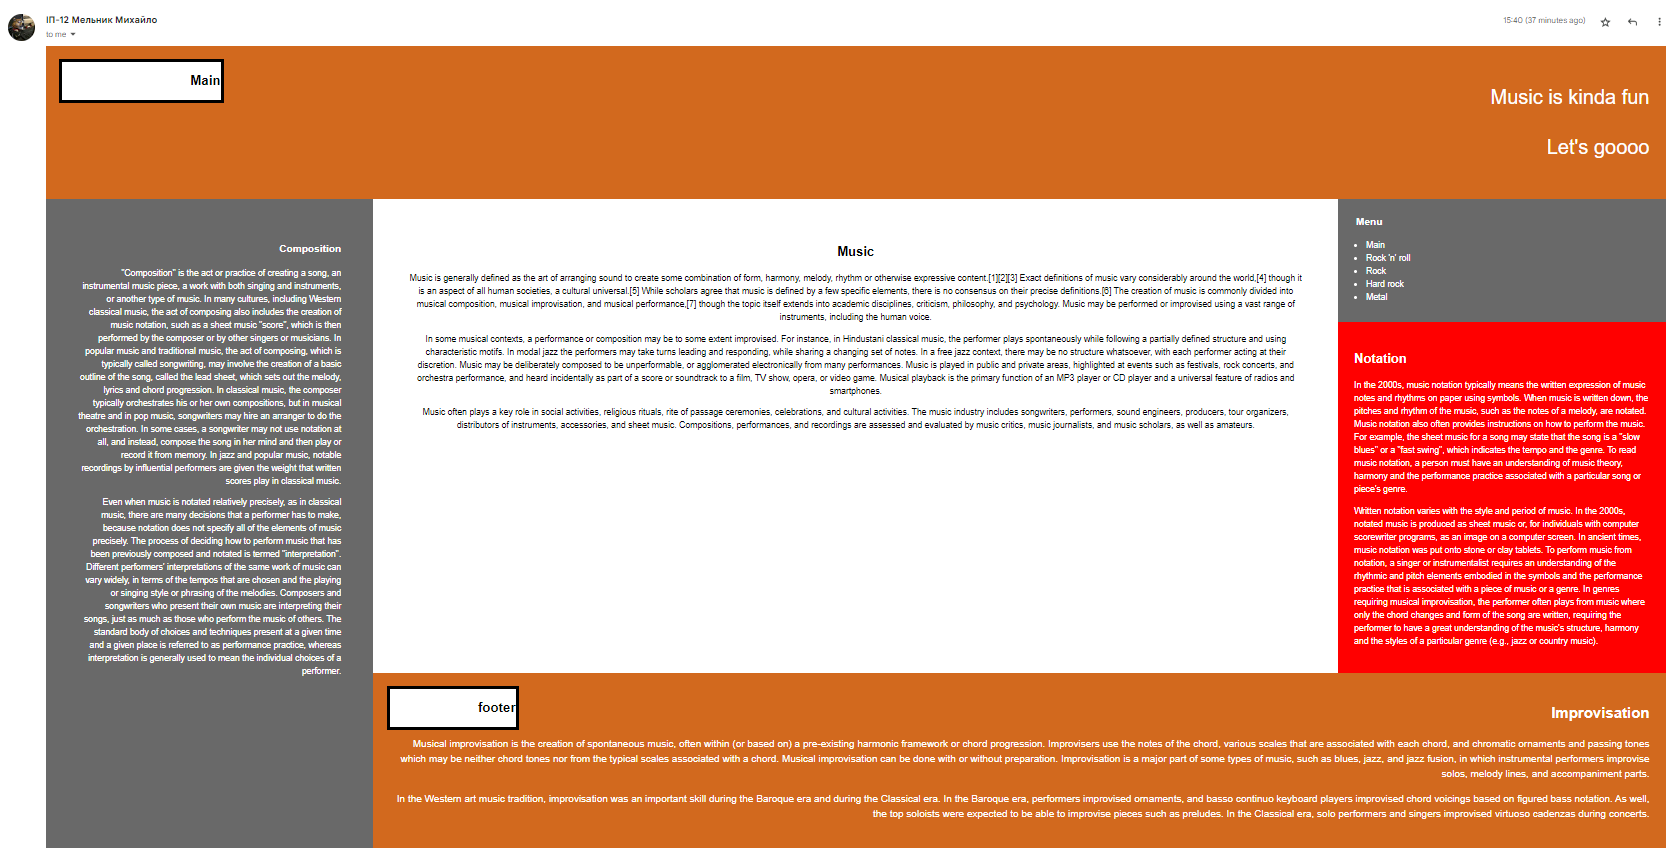 ІП-12 Мельник Михайло
15:40 (37 minutes ago)
to me
Main
Music is kinda fun
Let's goooo
Composition
"Composition" is the act or practice of creating a song, an
instrumental music piece, a work with both singing and instruments,
or another type of music. In many cultures, including Western
classical music, the act of composing also includes the creation of
music notation, such as a sheet music "score", which is then
performed by the composer or by other singers or musicians. In
popular music and traditional music, the act of composing, which is
typically called songwriting, may involve the creation of a basic
outline of the song, called the lead sheet, which sets out the melody,
lyrics and chord progression. In classical music, the composer
typically orchestrates his or her own compositions, but in musical
theatre and in pop music, songwriters may hire an arranger to do the
orchestration. In some cases, a songwriter may not use notation at
all, and instead, compose the song in her mind and then play or
record it from memory. In jazz and popular music, notable
recordings by influential performers are given the weight that written
scores play in classical music.
Even when music is notated relatively precisely, as in classical
music, there are many decisions that a performer has to make,
because notation does not specify all of the elements of music
precisely. The process of deciding how to perform music that has
been previously composed and notated is termed "interpretation".
Different performers' interpretations of the same work of music can
vary widely, in terms of the tempos that are chosen and the playing
or singing style or phrasing of the melodies. Composers and
songwriters who present their own music are interpreting their
songs, just as much as those who perform the music of others. The
standard body of choices and techniques present at a given time
and a given place is referred to as performance practice, whereas
interpretation is generally used to mean the individual choices of a
performer.
Music
Music is generally defined as the art of arranging sound to create some combination of form, harmony, melody, rhythm or otherwise expressive content.[1][2][3] Exact definitions of music vary considerably around the world,[4] though it
is an aspect of all human societies, a cultural universal.[5] While scholars agree that music is defined by a few specific elements, there is no consensus on their precise definitions.[6] The creation of music is commonly divided into
musical composition, musical improvisation, and musical performance,[7] though the topic itself extends into academic disciplines, criticism, philosophy, and psychology. Music may be performed or improvised using a vast range of
instruments, including the human voice.
In some musical contexts, a performance or composition may be to some extent improvised. For instance, in Hindustani classical music, the performer plays spontaneously while following a partially defined structure and using
characteristic motifs. In modal jazz the performers may take turns leading and responding, while sharing a changing set of notes. In a free jazz context, there may be no structure whatsoever, with each performer acting at their
discretion. Music may be deliberately composed to be unperformable, or agglomerated electronically from many performances. Music is played in public and private areas, highlighted at events such as festivals, rock concerts, and
orchestra performance, and heard incidentally as part of a score or soundtrack to a film, TV show, opera, or video game. Musical playback is the primary function of an MP3 player or CD player and a universal feature of radios and
smartphones.
Music often plays a key role in social activities, religious rituals, rite of passage ceremonies, celebrations, and cultural activities. The music industry includes songwriters, performers, sound engineers, producers, tour organizers,
distributors of instruments, accessories, and sheet music. Compositions, performances, and recordings are assessed and evaluated by music critics, music journalists, and music scholars, as well as amateurs.
Menu
Main
Rock 'n' roll
Rock
Hard rock
Metal
Notation
In the 2000s, music notation typically means the written expression of music
notes and rhythms on paper using symbols. When music is written down, the
pitches and rhythm of the music, such as the notes of a melody, are notated.
Music notation also often provides instructions on how to perform the music.
For example, the sheet music for a song may state that the song is a "slow
blues" or a "fast swing", which indicates the tempo and the genre. To read
music notation, a person must have an understanding of music theory,
harmony and the performance practice associated with a particular song or
piece's genre.
Written notation varies with the style and period of music. In the 2000s,
notated music is produced as sheet music or, for individuals with computer
scorewriter programs, as an image on a computer screen. In ancient times,
music notation was put onto stone or clay tablets. To perform music from
notation, a singer or instrumentalist requires an understanding of the
rhythmic and pitch elements embodied in the symbols and the performance
practice that is associated with a piece of music or a genre. In genres
requiring musical improvisation, the performer often plays from music where
only the chord changes and form of the song are written, requiring the
performer to have a great understanding of the music's structure, harmony
and the styles of a particular genre (e.g., jazz or country music).
footer
Improvisation
Musical improvisation is the creation of spontaneous music, often within (or based on) a pre-existing harmonic framework or chord progression. Improvisers use the notes of the chord, various scales that are associated with each chord, and chromatic ornaments and passing tones
which may be neither chord tones nor from the typical scales associated with a chord. Musical improvisation can be done with or without preparation. Improvisation is a major part of some types of music, such as blues, jazz, and jazz fusion, in which instrumental performers improvise
solos, melody lines, and accompaniment parts.
In the Western art music tradition, improvisation was an important skill during the Baroque era and during the Classical era. In the Baroque era, performers improvised ornaments, and basso continuo keyboard players improvised chord voicings based on figured bass notation. As well,
the top soloists were expected to be able to improvise pieces such as preludes. In the Classical era, solo performers and singers improvised virtuoso cadenzas during concerts.